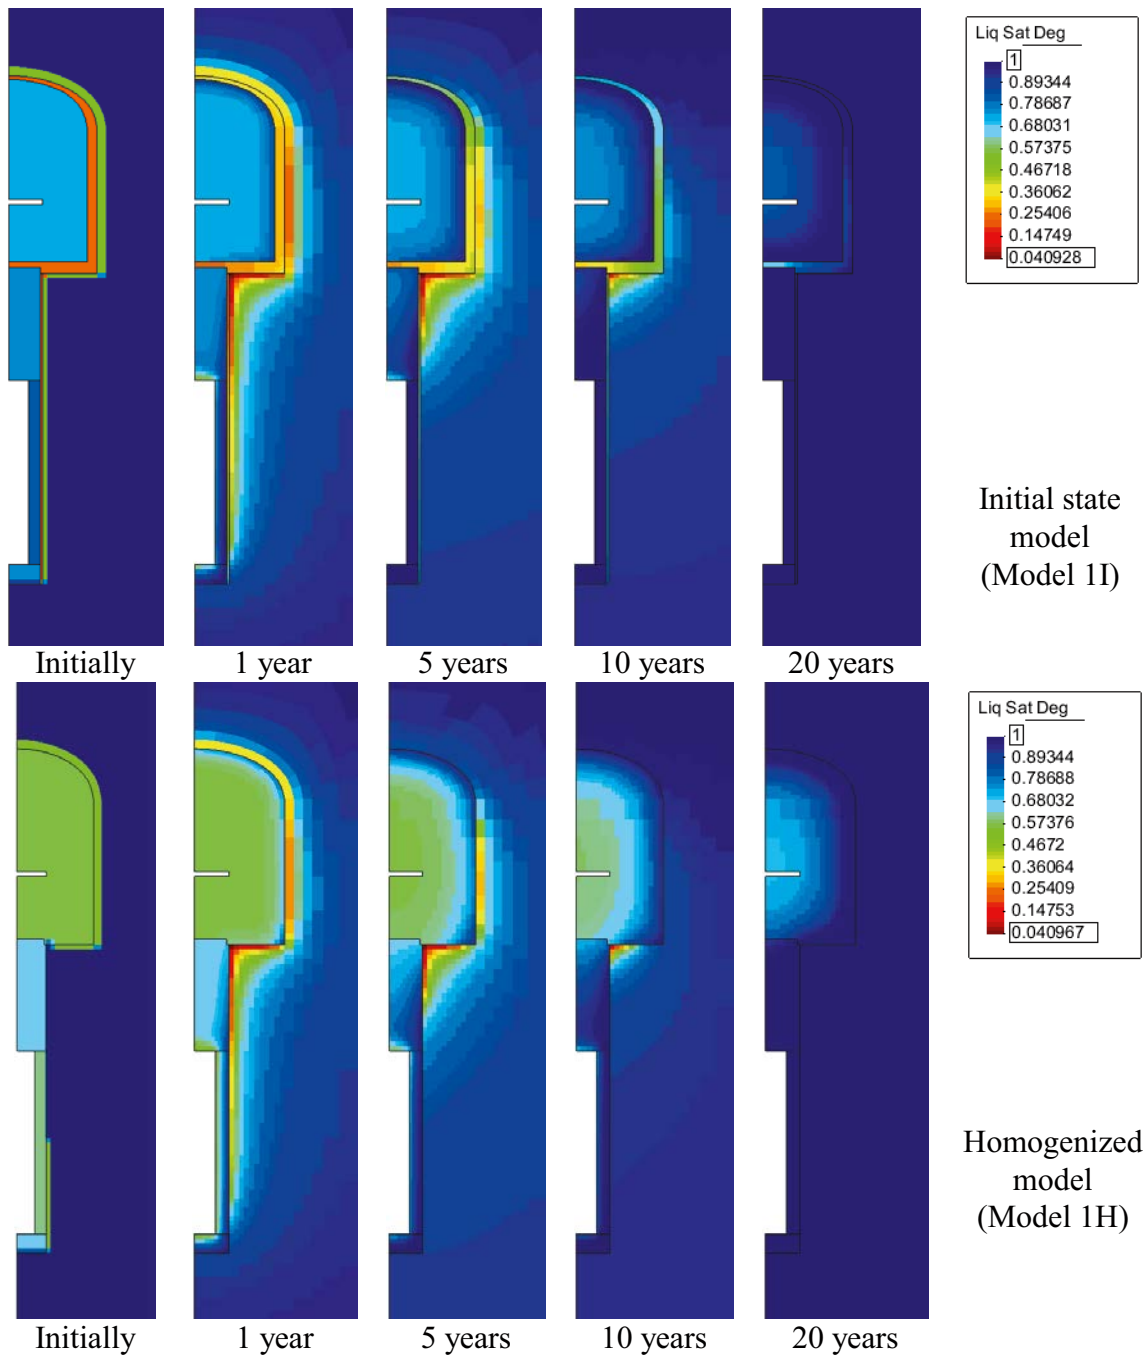 Liq Sat Deg
1
0.89344
0.78687
0.68031
0.57375
0.46718
0.36062
0.25406
0.14749
0.040928
Initial state
model
(Model 1I)
Initially
1 year
5 years
10 years
20 years
Liq Sat Deg
1
0.89344
0.78688
0.68032
0.57376
0.4672
0.36064
0.25409
0.14753
0.040967
Homogenized
model
(Model 1H)
Initially
1 year
5 years
10 years
20 years